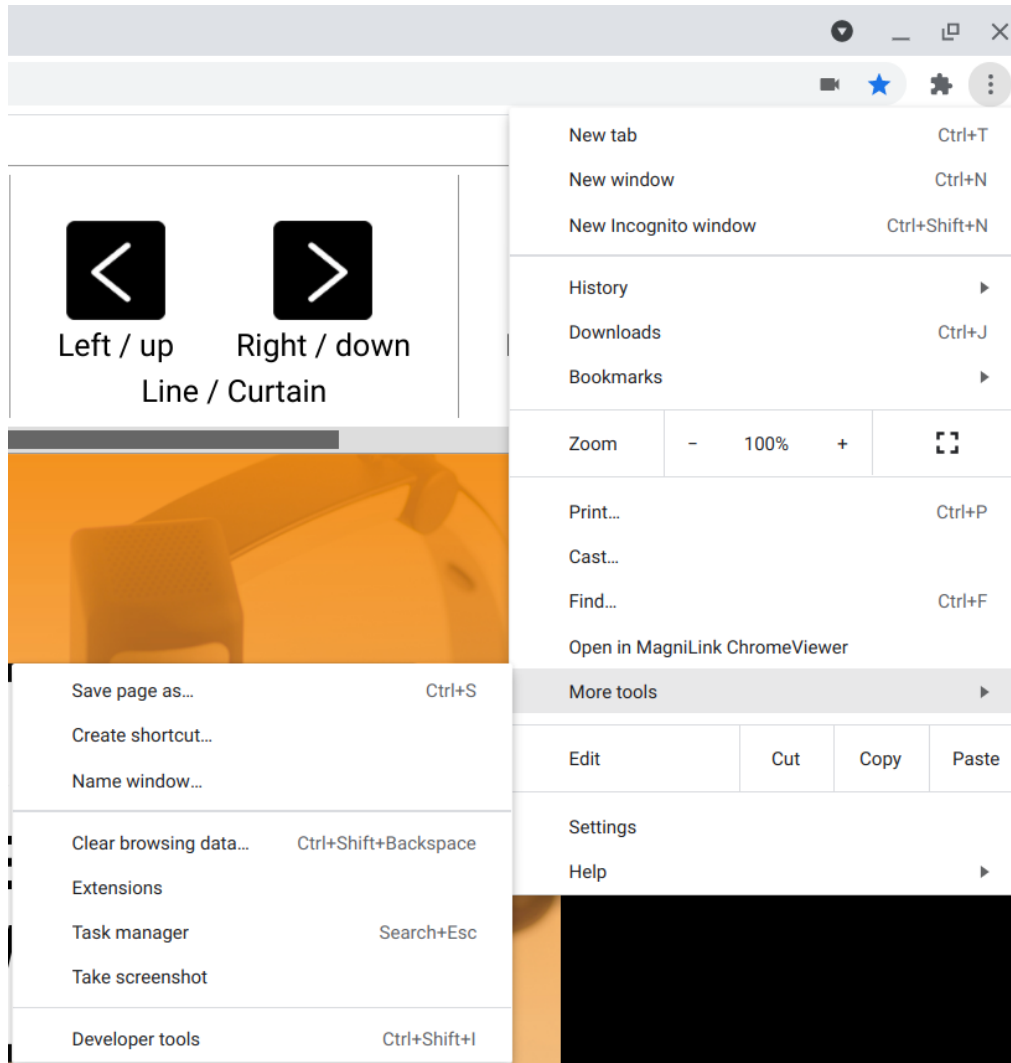 New tab Ctrl+T
New window Ctrl+N
New Incognito window Ctrl+Shift+N
History
Downloads Ctrl+J
Bookmarks
Zoom - 100% +
Print... Ctrl+P
Cast...
Find... Ctrl+F
Open in MagniLink ChromeViewer
More tools
Edit Cut Copy Paste
Settings
Help
Left / up Right / down
Line / Curtain
Save page as... Ctrl+S
Create shortcut...
Name window...
Clear browsing data... Ctrl+Shift+Backspace
Extensions
Task manager Search+Esc
Take screenshot
Developer tools Ctrl+Shift+I